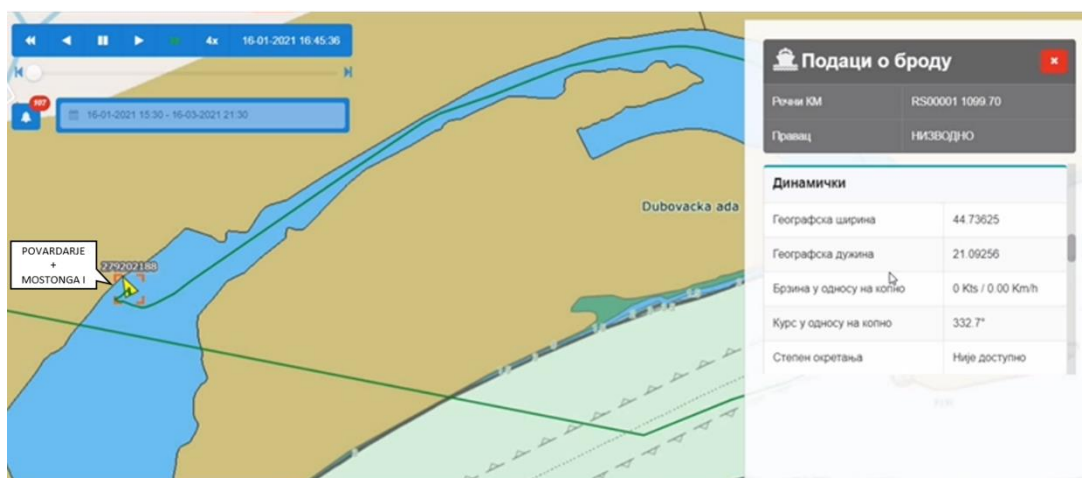 4x 16-01-2021 16:45:36
107
16-01-2021 15:30 - 16-03-2021 21:30
POVARDARJE
+
MOSTONGA I
279202188
Dubovacka ada
Подаци о броду
Речни КМ RS00001 1099.70
Правац НИЗВОДНО
Динамички
Географска ширина 44.73625
Географска дужина 21.09256
Брзина у односу на копно 0 Kts / 0.00 Km/h
Курс у односу на копно 332.7°
Степен окретања Није доступно